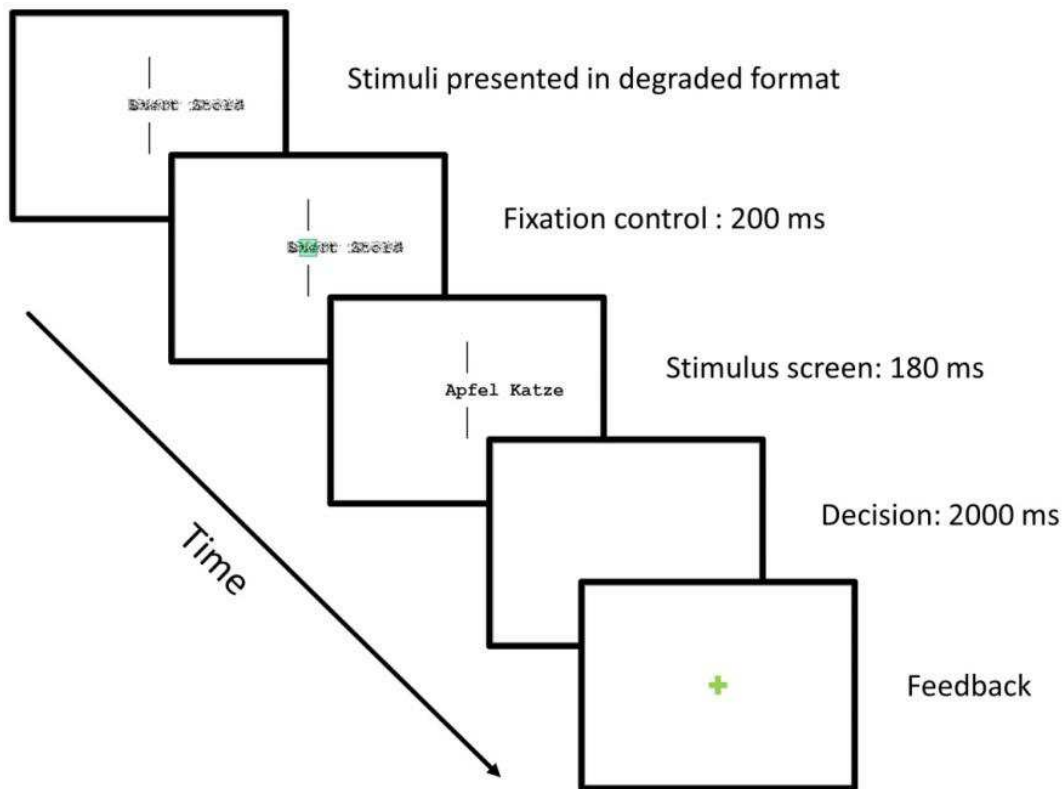 Stimuli presented in degraded format
Fixation control : 200 ms
Stimulus screen: 180 ms
Apfel Katze
Decision: 2000 ms
Time
Feedback